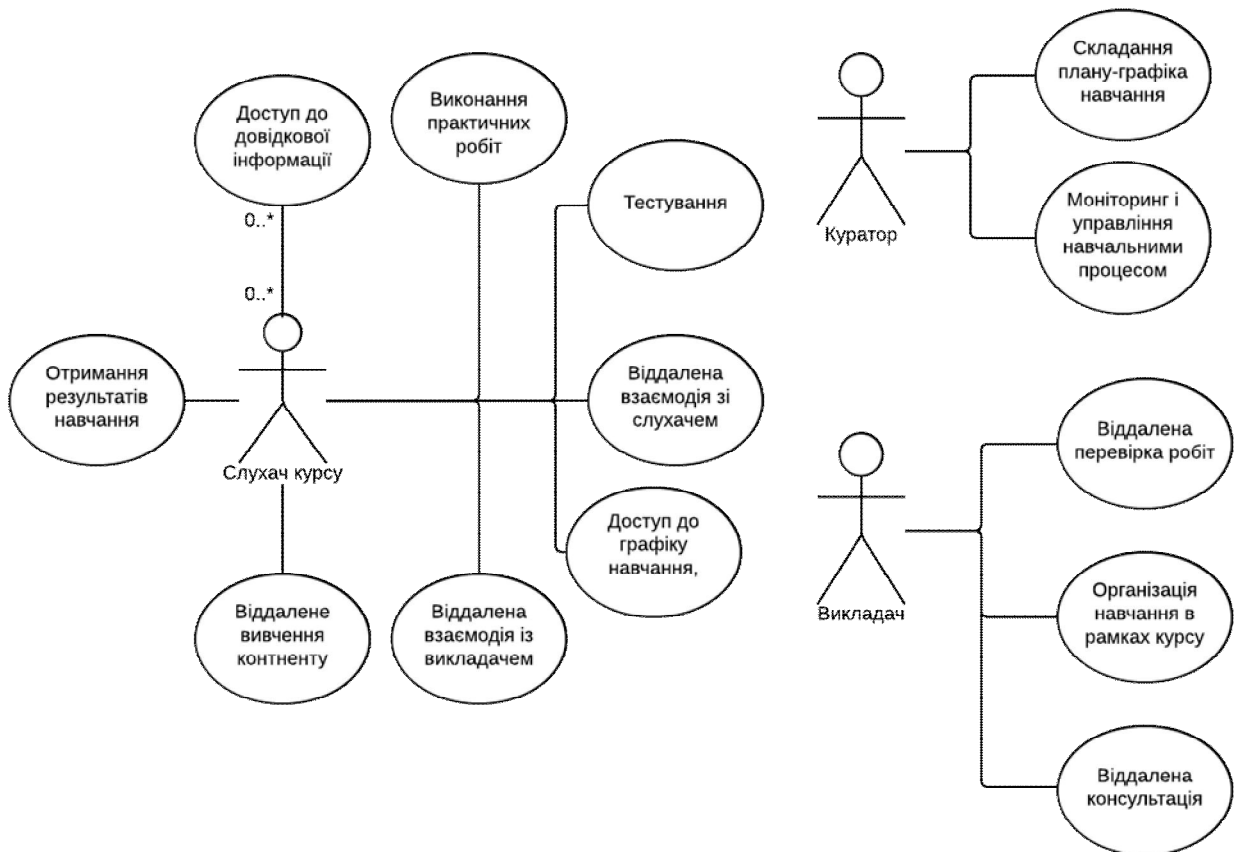 Доступ до
довідкової
інформації
Виконання
практичних
робіт
Тестування
0..*
0..*
Отримання
результатів
навчання
Слухач курсу
Віддалена
взаємодія зі
слухачем
Доступ до
графіку
навчання,
Віддалене
вивчення
контненту
Віддалена
взаємодія із
викладачем
Складання
плану-графіка
навчання
Куратор
Моніторинг і
управління
навчальними
процесом
Віддалена
перевірка робіт
Викладач
Організація
навчання в
рамках курсу
Віддалена
консультація